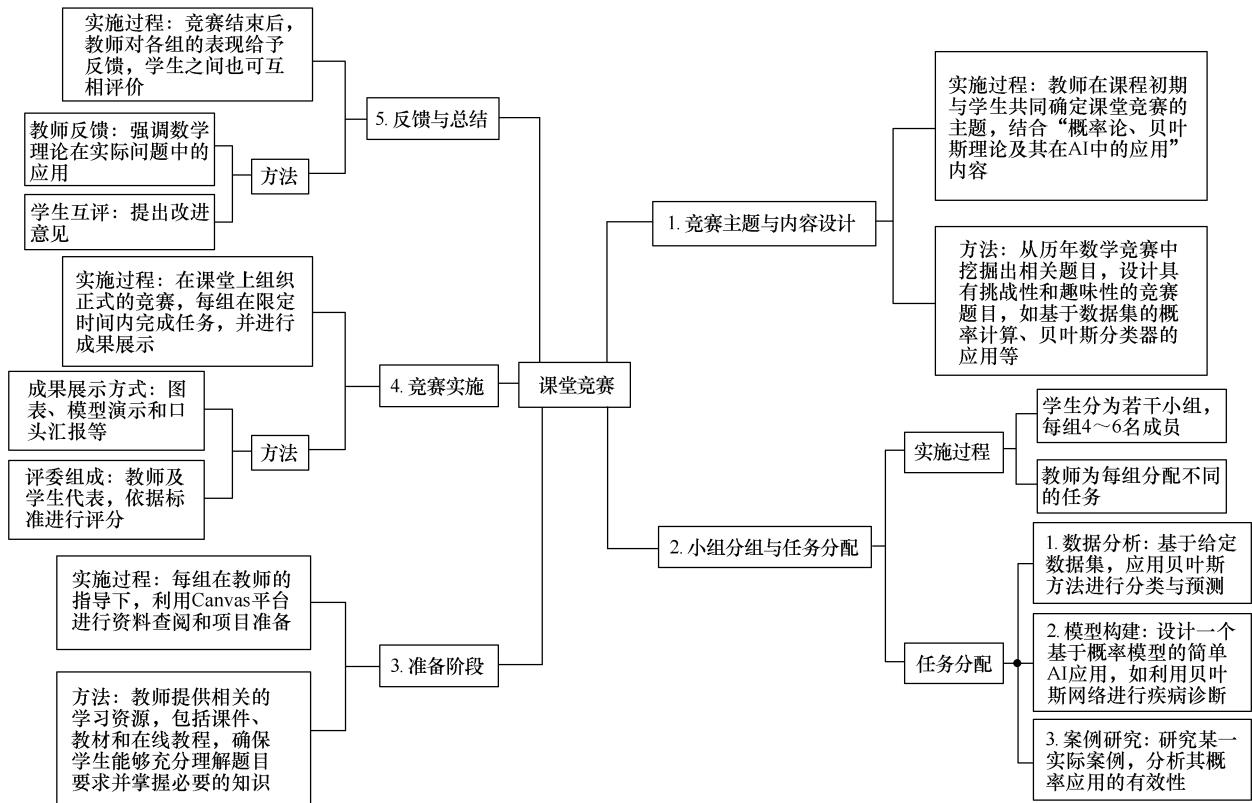 课堂竞赛
1. 竞赛主题与内容设计
实施过程：教师在课程初期
与学生共同确定课堂竞赛的
主题，结合“概率论、贝叶
斯理论及其在AI中的应用”
内容
方法：从历年数学竞赛中
挖掘出相关题目，设计具
有挑战性和趣味性的竞赛
题目，如基于数据集的概
率计算、贝叶斯分类器的
应用等
2. 小组分组与任务分配
实施过程
学生分为若干小组，
每组4～6名成员
教师为每组分配不同
的任务
任务分配
1. 数据分析：基于给定
数据集，应用贝叶斯
方法进行分类与预测
2. 模型构建：设计一个
基于概率模型的简单
AI应用，如利用贝叶
斯网络进行疾病诊断
3. 案例研究：研究某一
实际案例，分析其概
率应用的有效性
3. 准备阶段
实施过程：每组在教师的
指导下，利用Canvas平台
进行资料查阅和项目准备
方法：教师提供相关的
学习资源，包括课件、
教材和在线教程，确保
学生能够充分理解题目
要求并掌握必要的知识
4. 竞赛实施
实施过程：在课堂上组织
正式的竞赛，每组在限定
时间内完成任务，并进行
成果展示
方法
成果展示方式：图
表、模型演示和口
头汇报等
评委组成：教师及
学生代表，依据标
准进行评分
5. 反馈与总结
实施过程：竞赛结束后，
教师对各组的表现给予
反馈，学生之间也可互
相评价
方法
教师反馈：强调数学
理论在实际问题中的
应用
学生互评：提出改进
意见